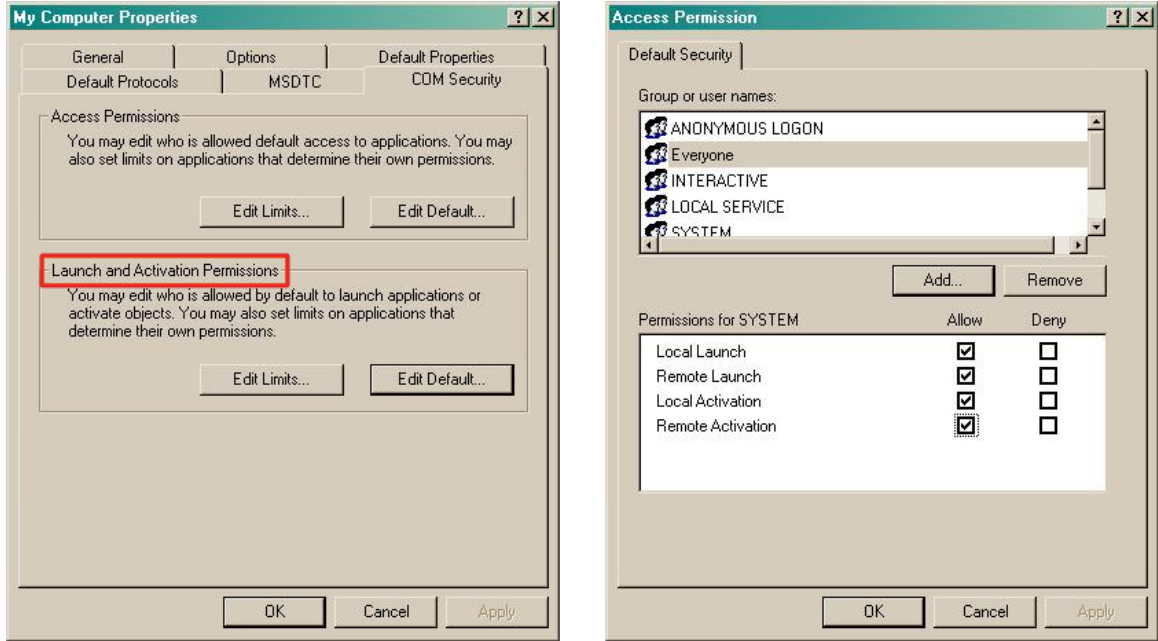 My Computer Properties
General Options Default Properties
Default Protocols MSDTC COM Security
Access Permissions
You may edit who is allowed default access to applications. You may
also set limits on applications that determine their own permissions.
Edit Limits... Edit Default...
Launch and Activation Permissions
You may edit who is allowed by default to launch applications or
activate objects. You may also set limits on applications that
determine their own permissions.
Edit Limits... Edit Default...
OK Cancel Apply
Access Permission
Default Security
Group or user names:
ANONYMOUS LOGON
Everyone
INTERACTIVE
LOCAL SERVICE
SYSTEM
Add... Remove
Permissions for SYSTEM Allow Deny
Local Launch
Remote Launch
Local Activation
Remote Activation
OK Cancel Apply